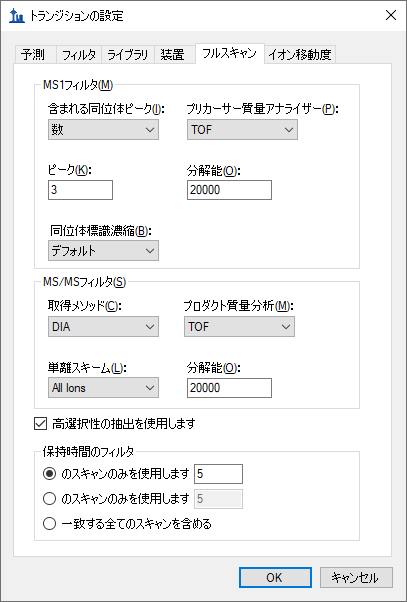 トランジションの設定
予測 フィルタ ライブラリ 装置 フルスキャン イオン移動度
MS1フィルタ(M)
含まれる同位体ピーク(I): プリカーサー質量アナライザー(P):
数 TOF
ピーク(K): 分解能(O):
3 20000
同位体標識濃縮(B):
デフォルト
MS/MSフィルタ(S)
取得メソッド(C): プロダクト質量分析(M):
DIA TOF
単離スキーム(L): 分解能(O):
All Ions 20000
高選択性の抽出を使用します
保持時間のフィルタ
のスキャンのみを使用します 5
のスキャンのみを使用します 5
一致する全てのスキャンを含める
OK キャンセル